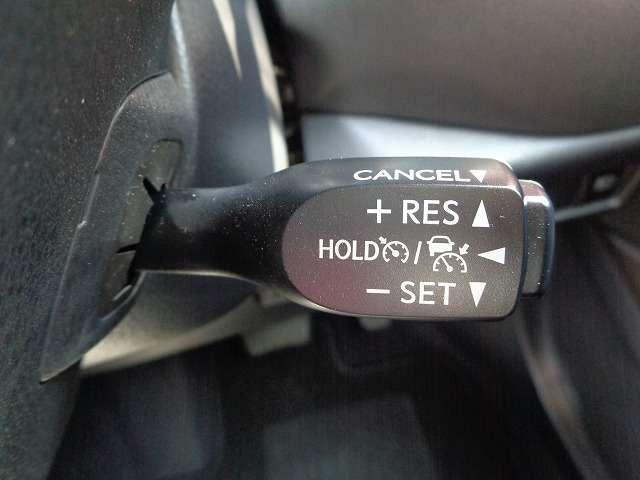 CANCEL▼
+ RES ▲
HOLD / ◀
− SET ▼